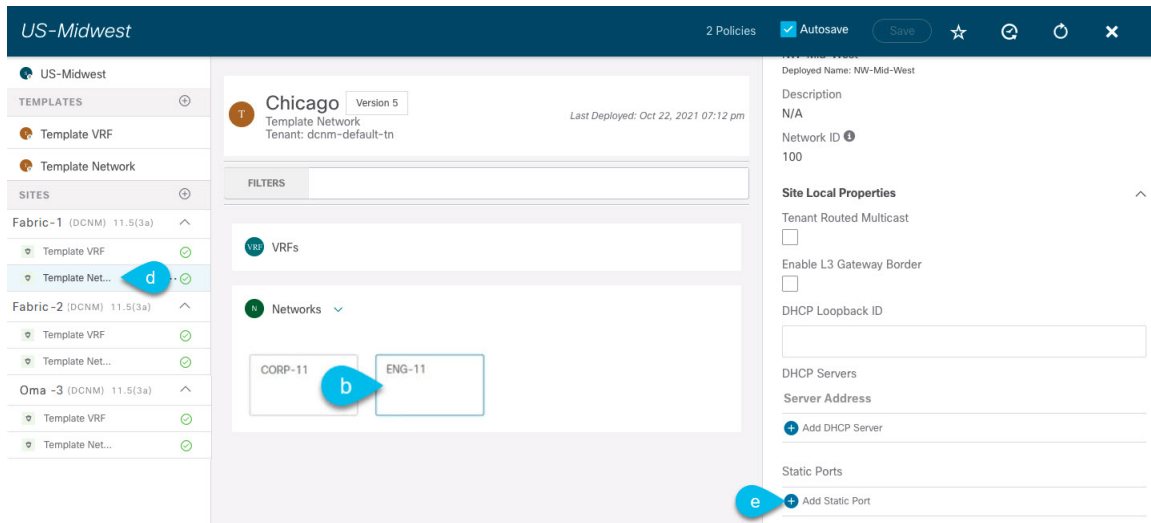 US-Midwest
2 Policies
Autosave
Save
US-Midwest
TEMPLATES
T Template VRF
T Template Network
SITES
Fabric-1 (DCNM) 11.5(3a)
Template VRF
Template Net...
d
Fabric-2 (DCNM) 11.5(3a)
Template VRF
Template Net...
Oma -3 (DCNM) 11.5(3a)
Template VRF
Template Net...
T
Chicago Version 5
Template Network
Tenant: dcnm-default-tn
Last Deployed: Oct 22, 2021 07:12 pm
FILTERS
VRF VRFs
N Networks
CORP-11
b
ENG-11
NW-Mid-West
Deployed Name: NW-Mid-West
Description
N/A
Network ID
100
Site Local Properties
Tenant Routed Multicast
Enable L3 Gateway Border
DHCP Loopback ID
DHCP Servers
Server Address
Add DHCP Server
Static Ports
e
Add Static Port